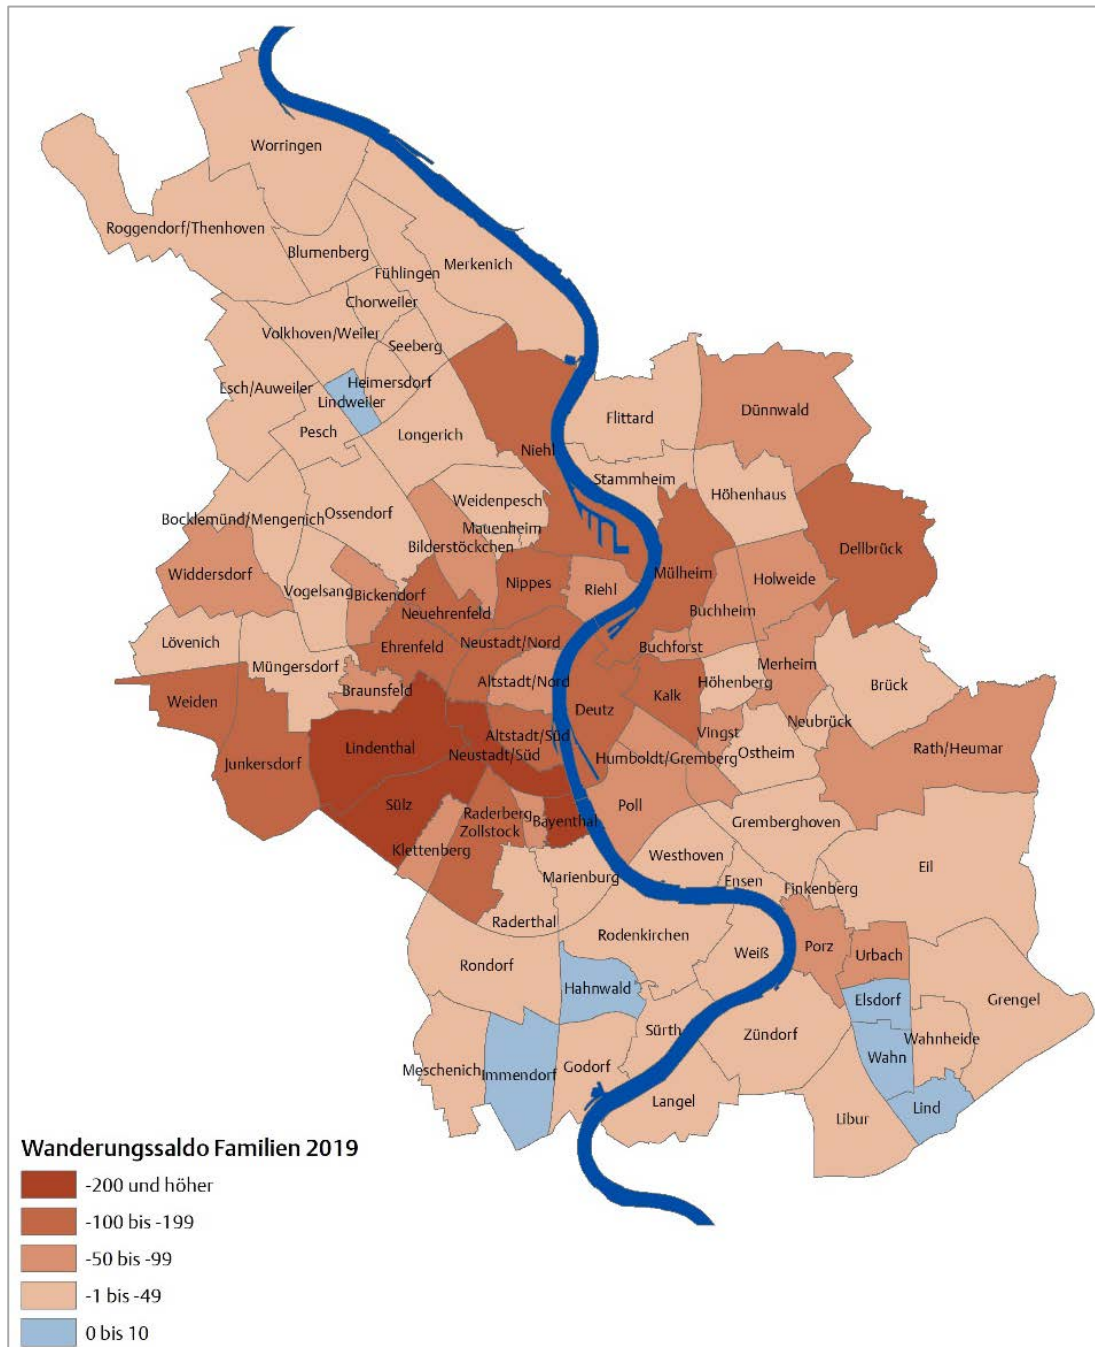 Worringen
Roggendorf/Thenhoven
Blumenberg
Fühlingen
Merkenich
Chorweiler
Volkhoven/Weiler
Seeberg
Heimersdorf
Esch/Auweiler
Lindweiler
Pesch
Longerich
Flittard
Dünnwald
Niehl
Stammheim
Höhenhaus
Weidenpesch
Ossendorf
Bocklemünd/Mengenich
Mauenheim
Bilderstöckchen
Dellbrück
Widdersdorf
Mülheim
Holweide
Nippes
Riehl
Vogelsang
Bickendorf
Neuehrenfeld
Buchheim
Lövenich
Ehrenfeld
Neustadt/Nord
Buchforst
Müngersdorf
Merheim
Altstadt/Nord
Höhenberg
Braunsfeld
Brück
Weiden
Kalk
Deutz
Neubrück
Vingst
Altstadt/Süd
Lindenthal
Neustadt/Süd
Rath/Heumar
Ostheim
Humboldt/Gremberg
Junkersdorf
Sülz
Poll
Raderberg
Bayenthal
Gremberghoven
Zollstock
Klettenberg
Westhoven
Eil
Marienburg
Ensen
Finkenberg
Raderthal
Rodenkirchen
Porz
Weiß
Urbach
Rondorf
Hahnwald
Elsdorf
Grengel
Sürth
Zündorf
Wahnheide
Wahn
Godorf
Meschenich
Immendorf
Langel
Lind
Libur
Wanderungssaldo Familien 2019
-200 und höher
-100 bis -199
-50 bis -99
-1 bis -49
0 bis 10